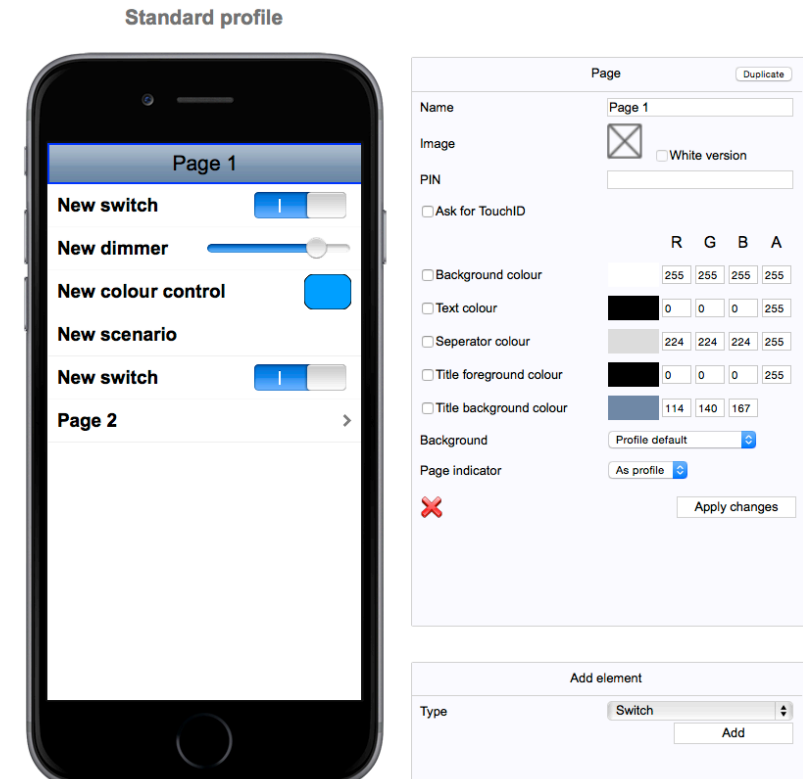 Standard profile
Page 1
New switch
New dimmer
New colour control
New scenario
New switch
Page 2
Page Duplicate
Name Page 1
Image White version
PIN
Ask for TouchID
R G B A
Background colour 255 255 255 255
Text colour 0 0 0 255
Seperator colour 224 224 224 255
Title foreground colour 0 0 0 255
Title background colour 114 140 167
Background Profile default
Page indicator As profile
Apply changes
Add element
Type Switch
Add